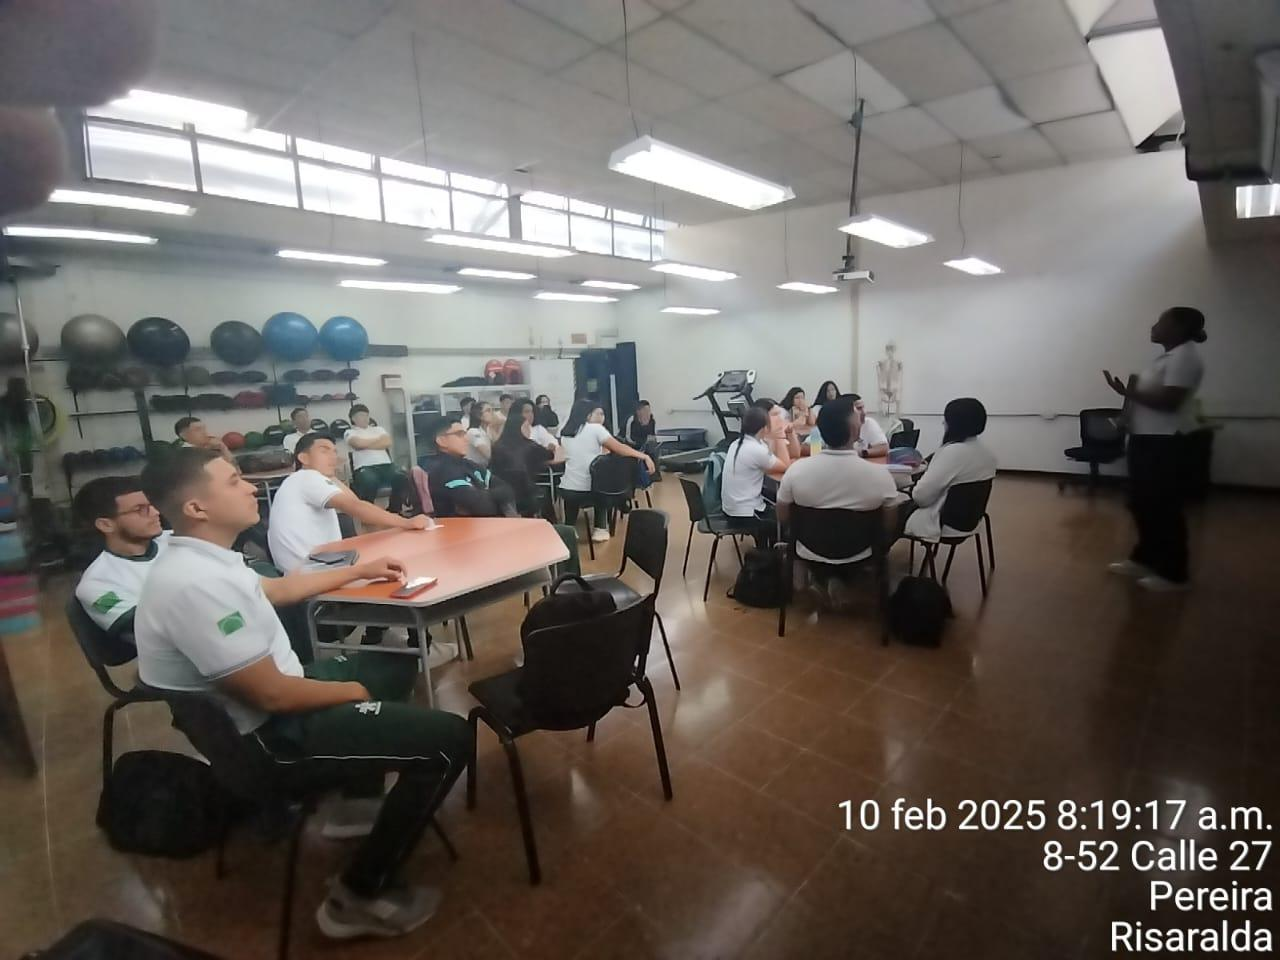 10 feb 2025 8:19:17 a.m.
8-52 Calle 27
Pereira
Risaralda